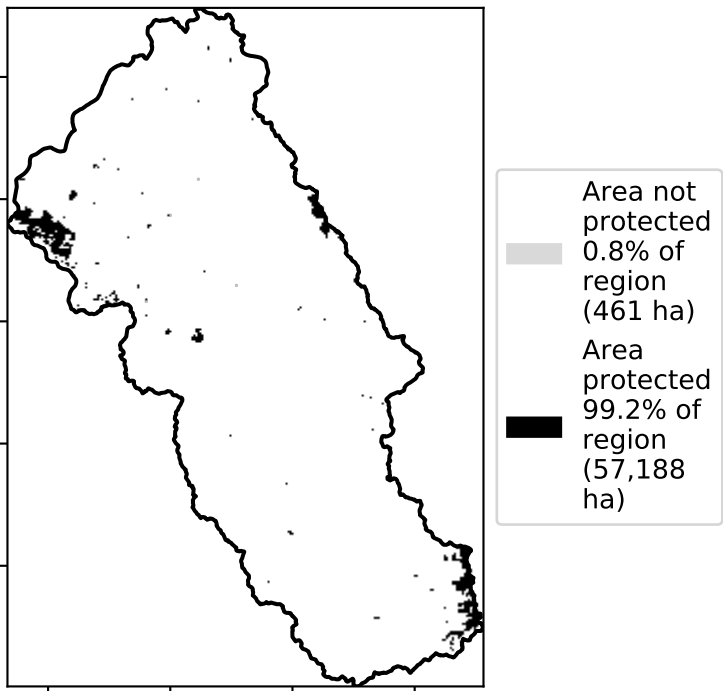 Area not
protected
0.8% of
region
(461 ha)
Area
protected
99.2% of
region
(57,188
ha)